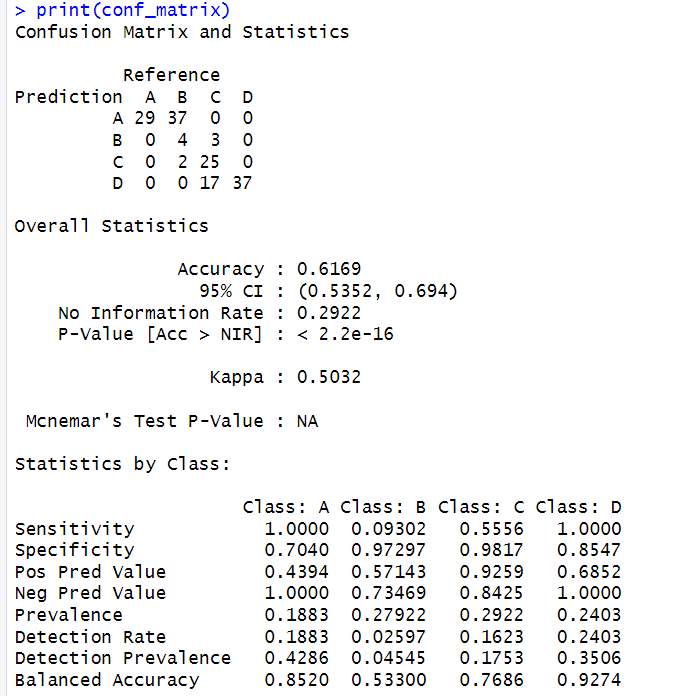 > print(conf_matrix)
Confusion Matrix and Statistics
Reference
Prediction A B C D
A 29 37 0 0
B 0 4 3 0
C 0 2 25 0
D 0 0 17 37
Overall Statistics
Accuracy : 0.6169
95% CI : (0.5352, 0.694)
No Information Rate : 0.2922
P-Value [Acc > NIR] : < 2.2e-16
Kappa : 0.5032
Mcnemar's Test P-Value : NA
Statistics by Class:
Class: A Class: B Class: C Class: D
Sensitivity 1.0000 0.09302 0.5556 1.0000
Specificity 0.7040 0.97297 0.9817 0.8547
Pos Pred Value 0.4394 0.57143 0.9259 0.6852
Neg Pred Value 1.0000 0.73469 0.8425 1.0000
Prevalence 0.1883 0.27922 0.2922 0.2403
Detection Rate 0.1883 0.02597 0.1623 0.2403
Detection Prevalence 0.4286 0.04545 0.1753 0.3506
Balanced Accuracy 0.8520 0.53300 0.7686 0.9274